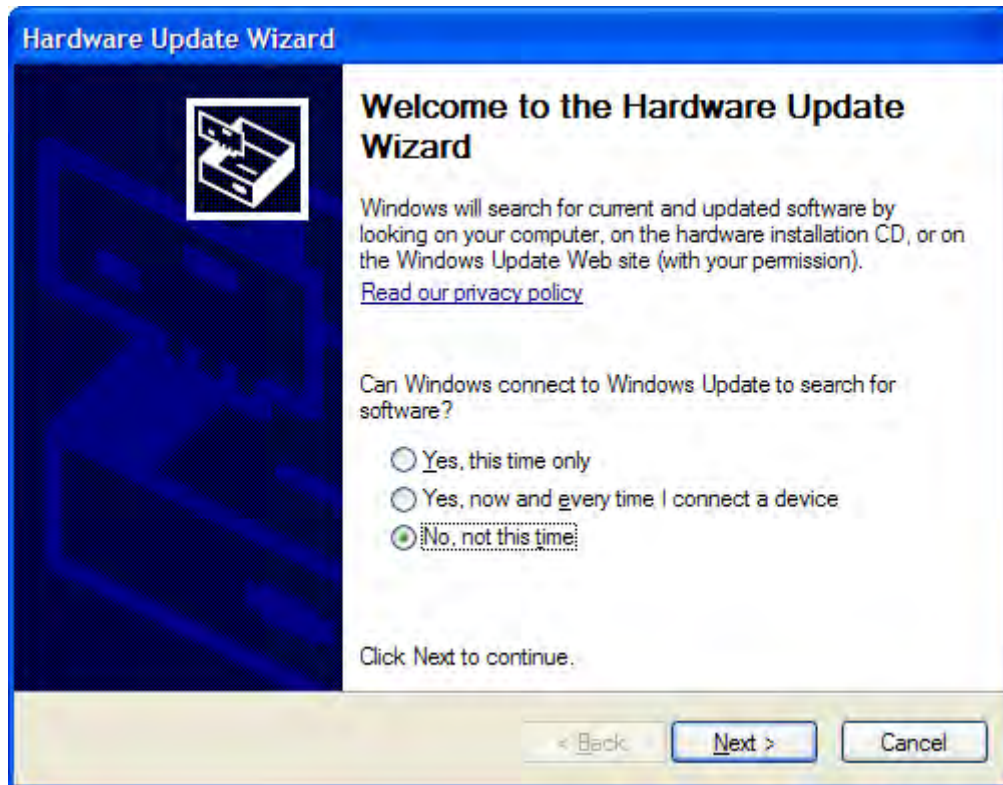 Hardware Update Wizard
Welcome to the Hardware Update
Wizard
Windows will search for current and updated software by
looking on your computer, on the hardware installation CD, or on
the Windows Update Web site (with your permission).
Read our privacy policy
Can Windows connect to Windows Update to search for
software?
Yes, this time only
Yes, now and every time I connect a device
No, not this time
Click Next to continue.
< Back Next > Cancel